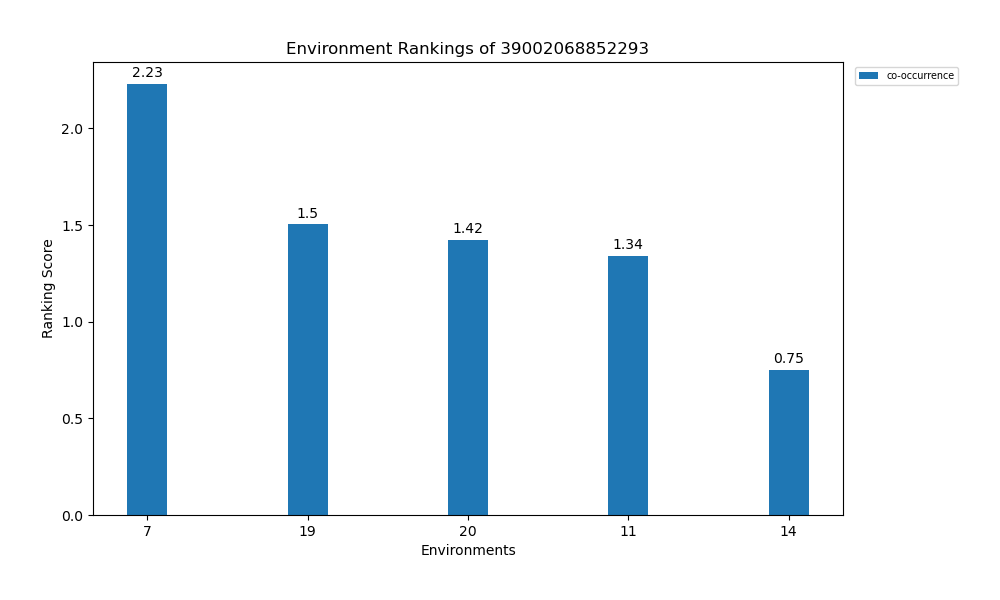 Environment Rankings of 39002068852293
co-occurrence
2.23
1.5
1.42
1.34
0.75
Ranking Score
2.0
1.5
1.0
0.5
0.0
7 19 20 11 14
Environments